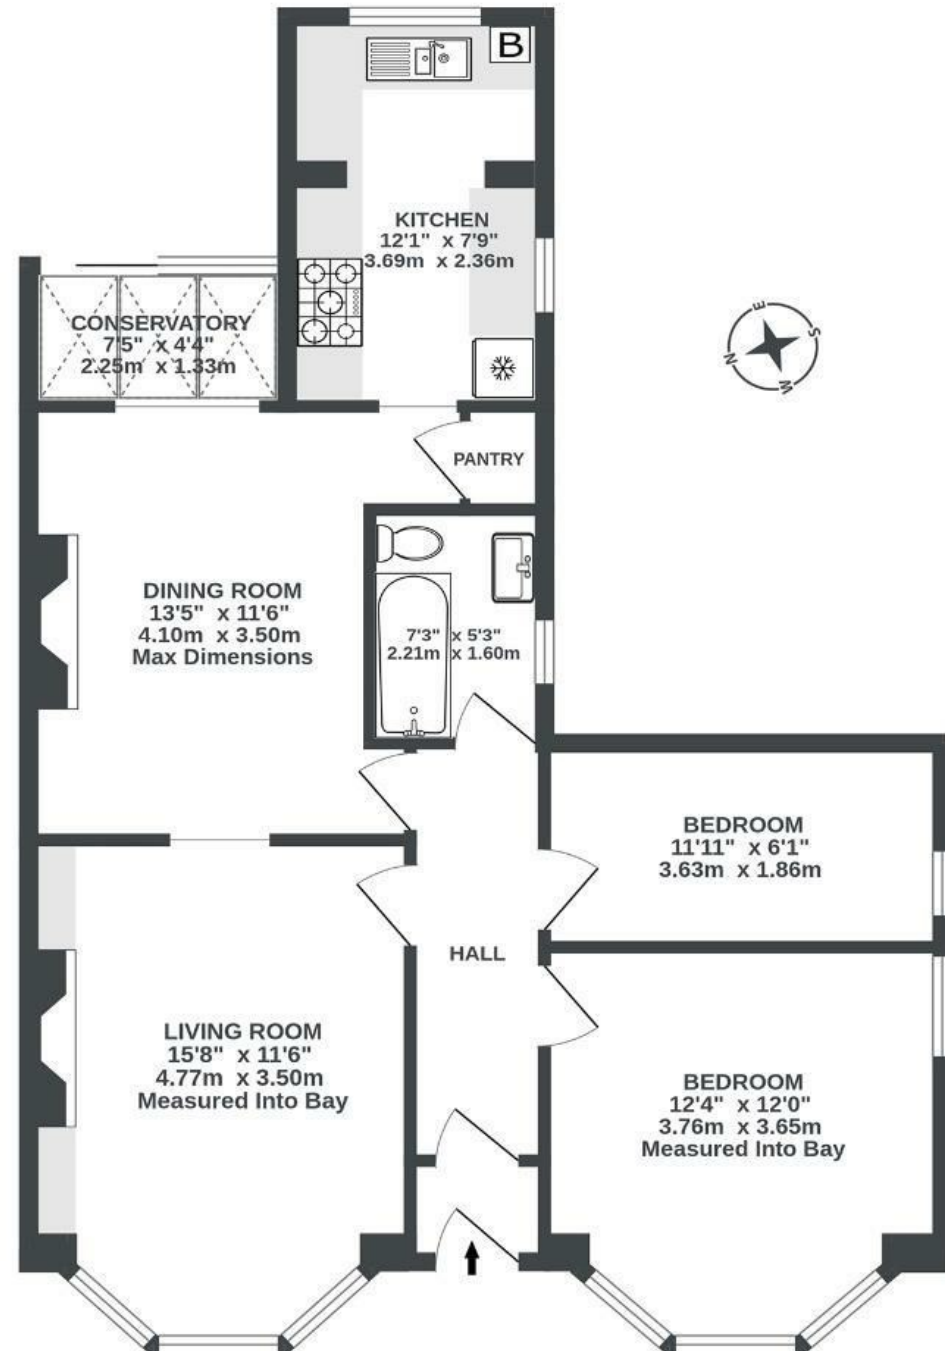 B
KITCHEN
12'1" x 7'9"
3.69m x 2.36m
CONSERVATORY
7'5" x 4'4"
2.25m x 1.33m
E
S
N
W
PANTRY
DINING ROOM
13'5" x 11'6"
4.10m x 3.50m
Max Dimensions
7'3" x 5'3"
2.21m x 1.60m
BEDROOM
11'11" x 6'1"
3.63m x 1.86m
HALL
LIVING ROOM
15'8" x 11'6"
4.77m x 3.50m
Measured Into Bay
BEDROOM
12'4" x 12'0"
3.76m x 3.65m
Measured Into Bay